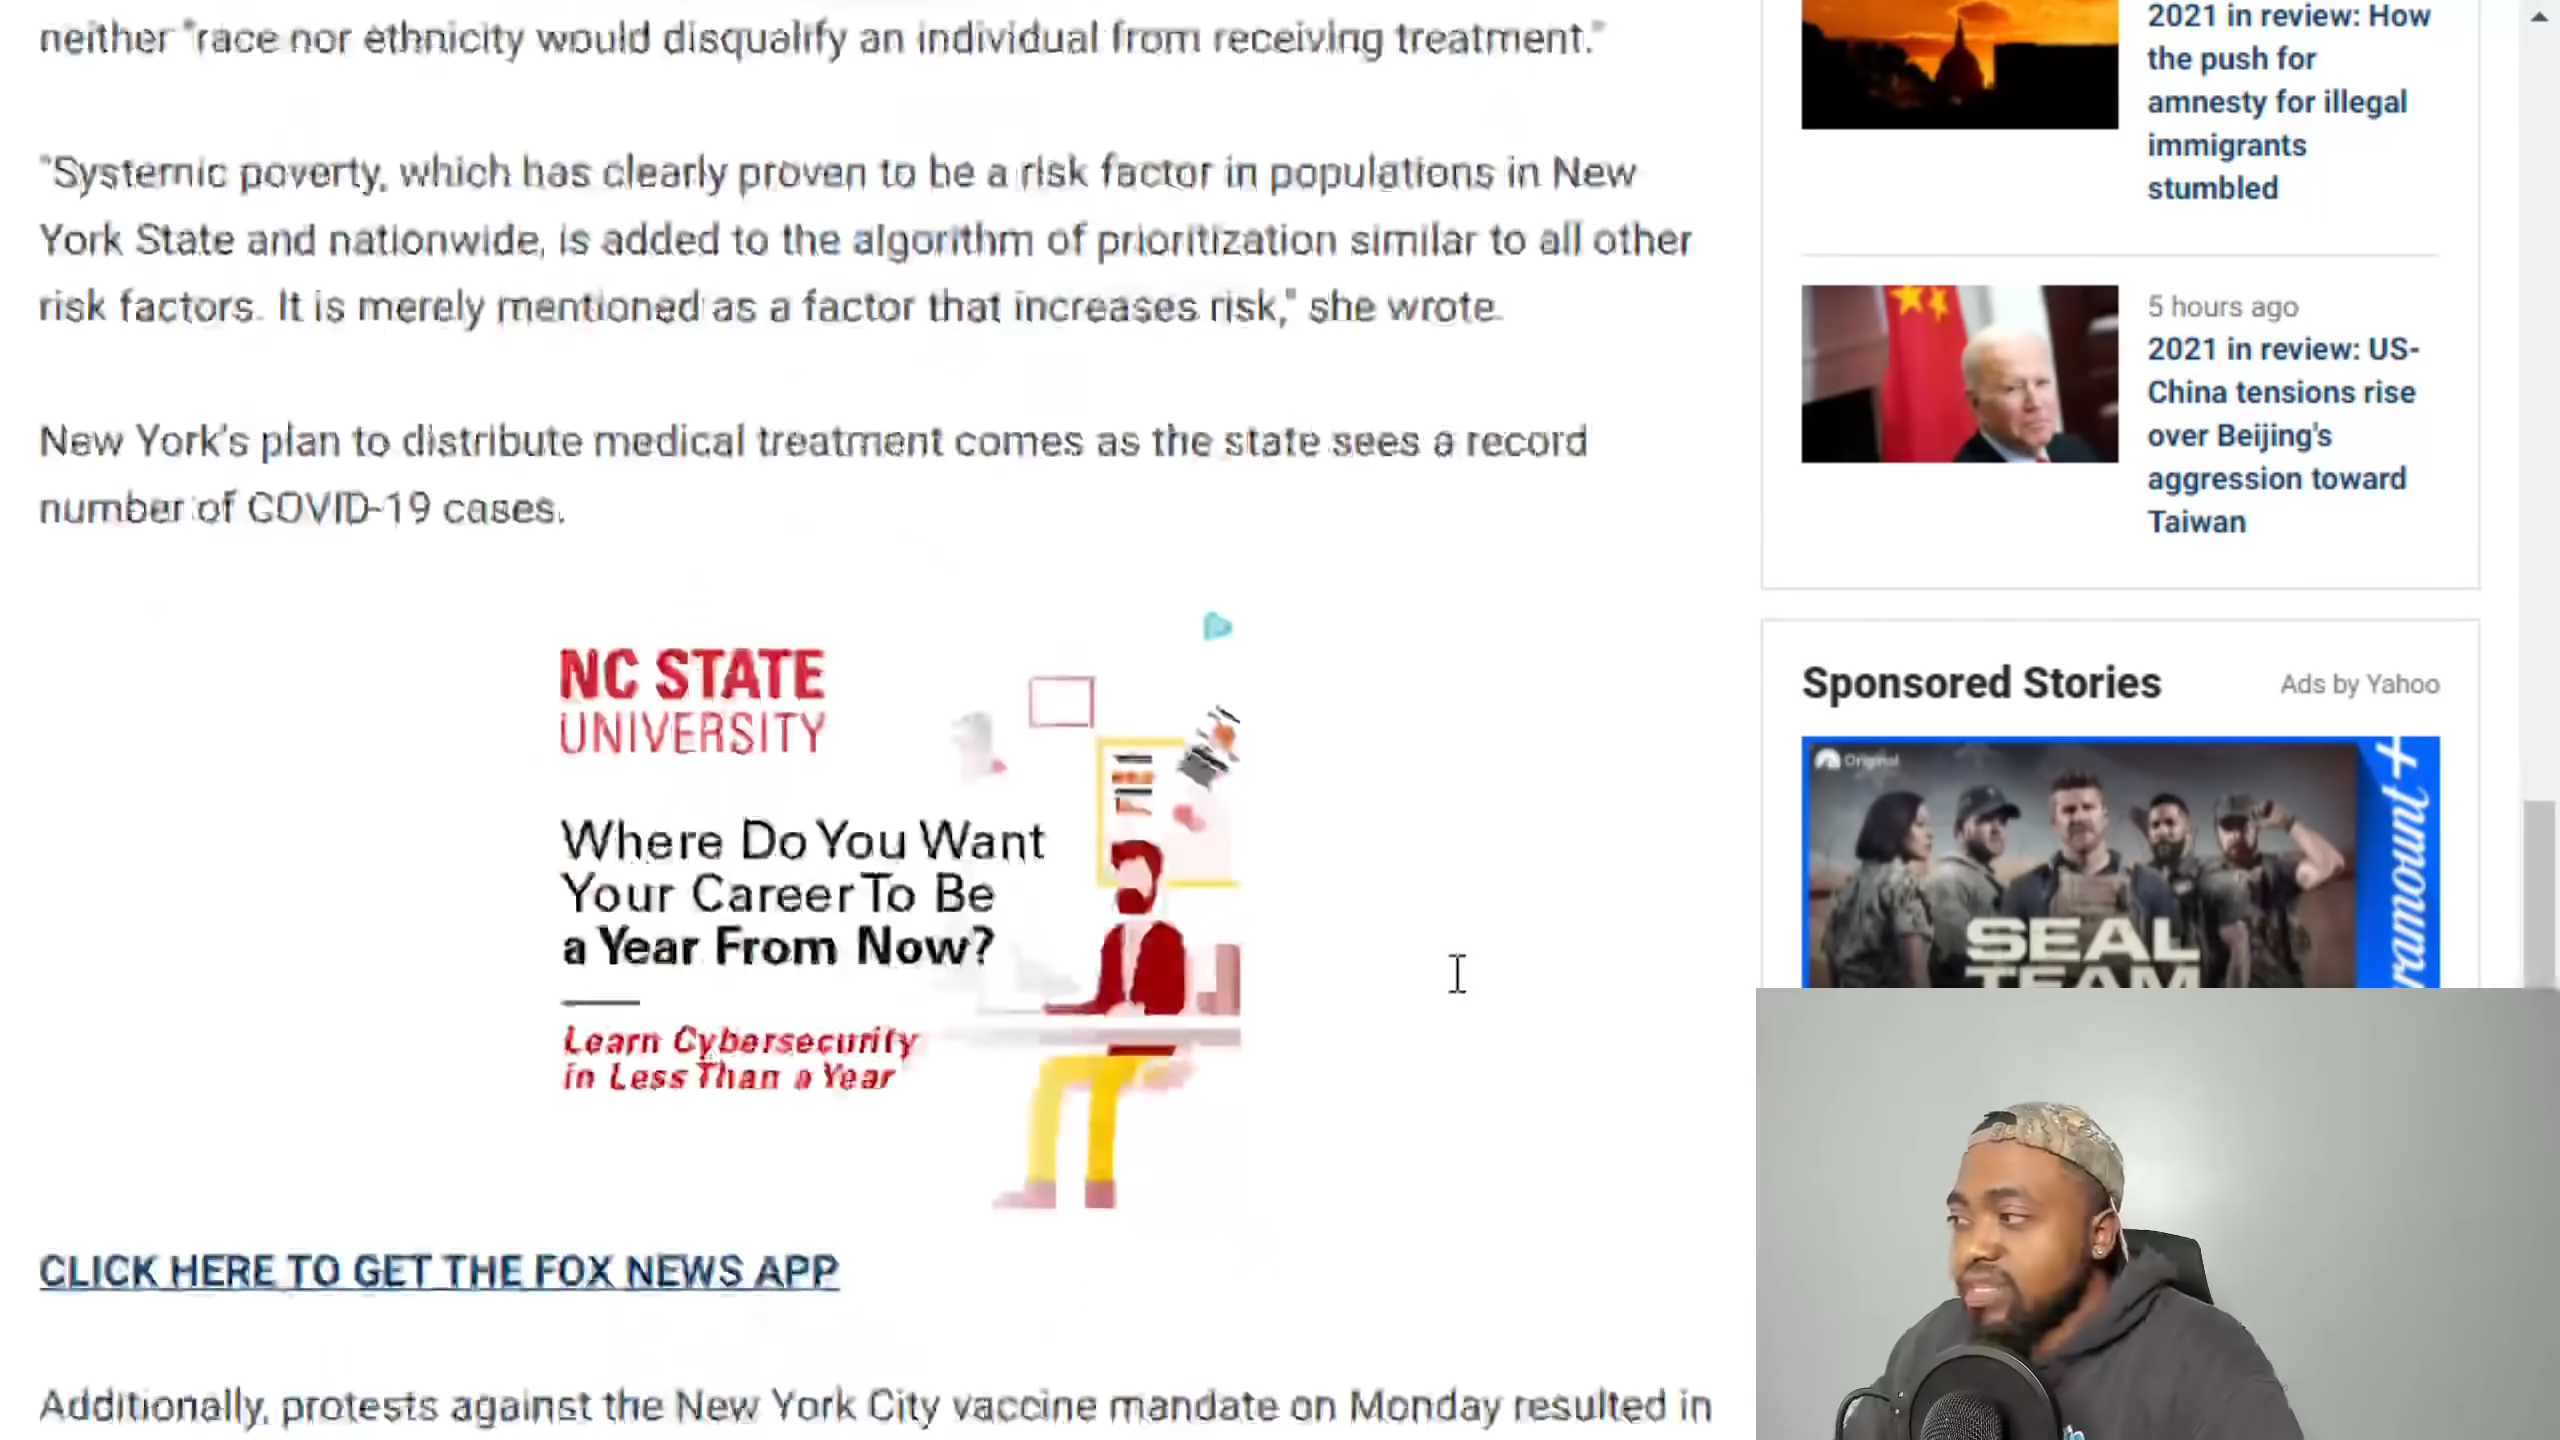 neither "race nor ethnicity would disqualify an individual from receiving treatment."
"Systemic poverty, which has clearly proven to be a risk factor in populations in New
York State and nationwide, is added to the algorithm of prioritization similar to all other
risk factors. It is merely mentioned as a factor that increases risk," she wrote.
New York's plan to distribute medical treatment comes as the state sees a record
number of COVID-19 cases.
NC STATE
UNIVERSITY
Where Do You Want
Your Career To Be
a Year From Now?
Learn Cybersecurity
in Less Than a Year
CLICK HERE TO GET THE FOX NEWS APP
Additionally, protests against the New York City vaccine mandate on Monday resulted in
2021 in review: How
the push for
amnesty for illegal
immigrants
stumbled
5 hours ago
2021 in review: US-
China tensions rise
over Beijing's
aggression toward
Taiwan
Sponsored Stories
Ads by Yahoo
Original
SEAL
TEAM
ramount+